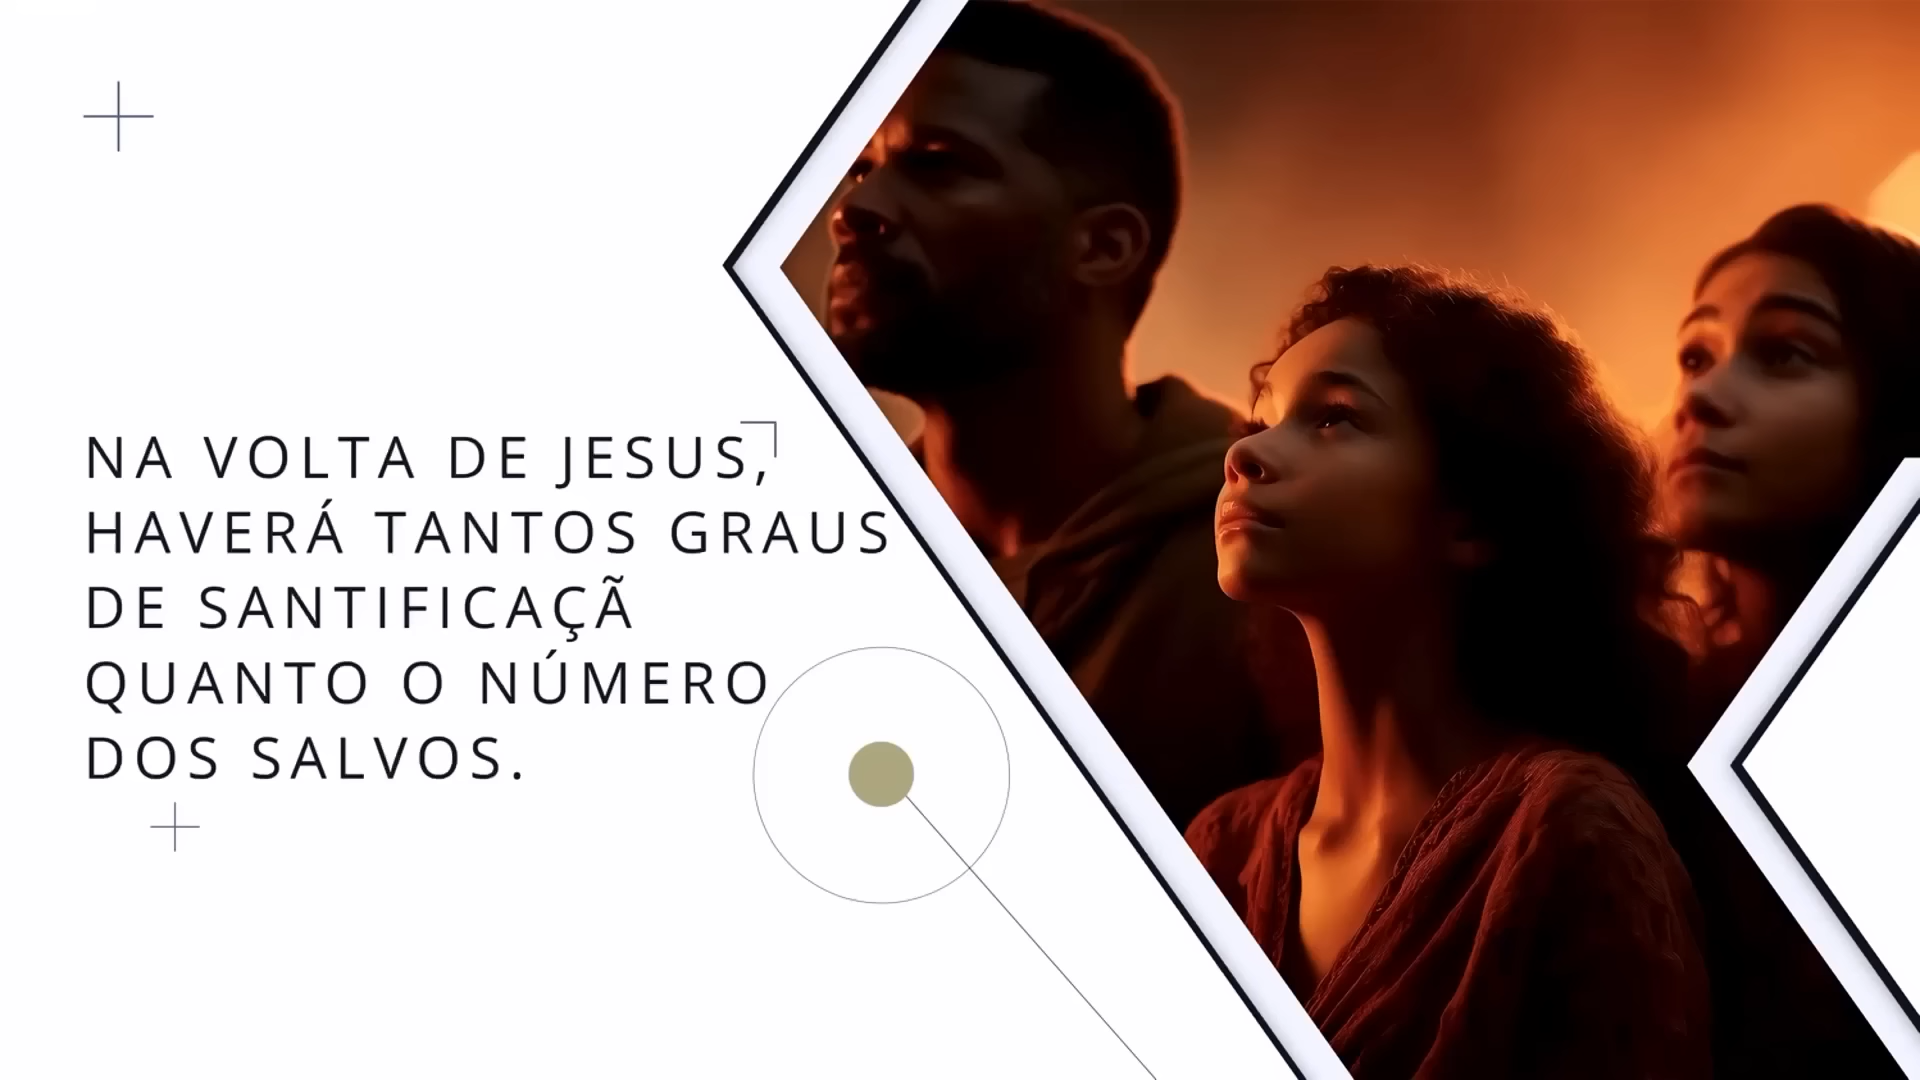 NA VOLTA DE JESUS,
HAVERÁ TANTOS GRAUS
DE SANTIFICAÇÃ
QUANTO O NÚMERO
DOS SALVOS.